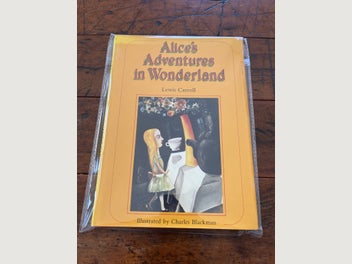 Alice's
Adventures
in Wonderland
Lewis Carroll
Illustrated by Charles Blackman